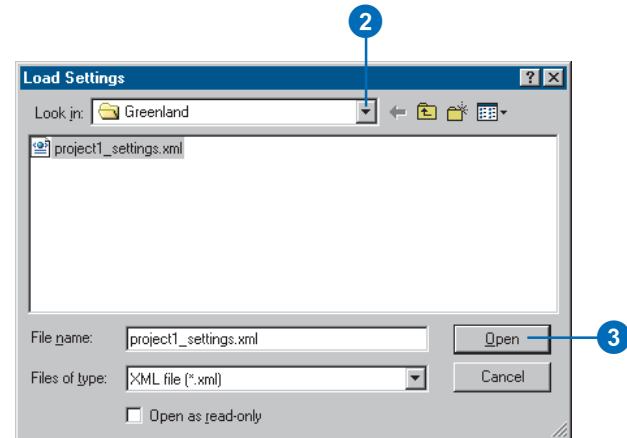 2
Load Settings
Look in: Greenland
project1_settings.xml
File name: project1_settings.xml Open 3
Files of type: XML file (*.xml) Cancel
Open as read-only